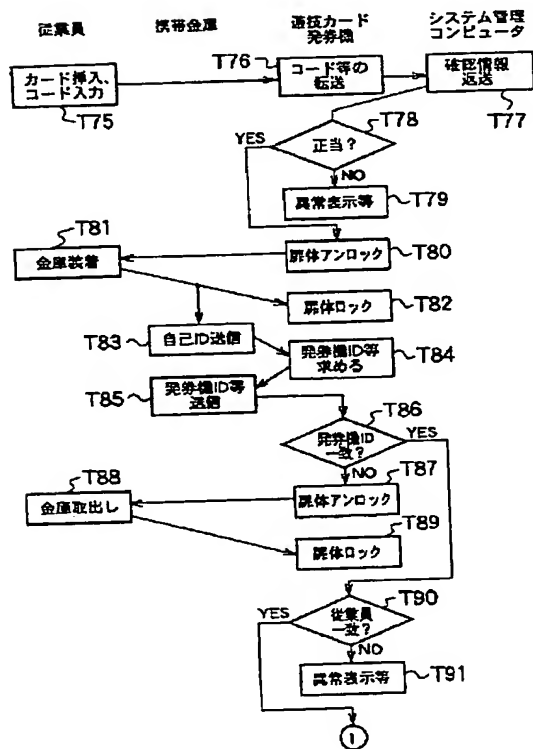 従業員
携帯金庫
遊技カード
発券機
システム管理
コンピュータ
カード挿入、
コード入力
T75
T76
コード等の
転送
確認情報
返送
T77
T78
正当?
YES
NO
異常表示等
T79
T81
金庫装着
扉体アンロック
T80
扉体ロック
T82
T83
自己ID送信
発券機ID等
求める
T84
T85
発券機ID等
送信
T86
発券機ID
一致?
YES
NO
T87
T88
金庫取出し
扉体アンロック
T89
扉体ロック
T90
YES
従業員
一致?
NO
異常表示等
T91
1